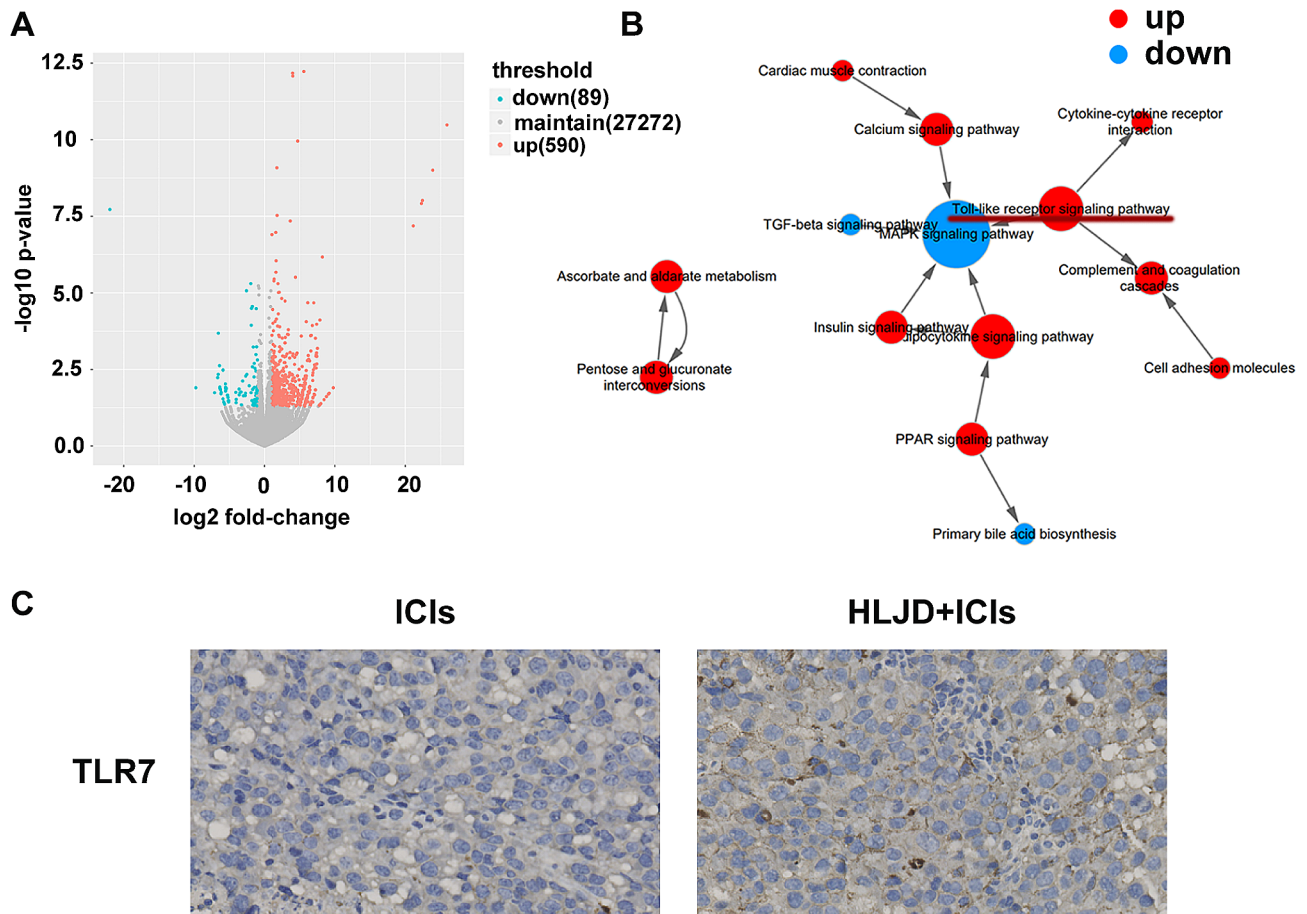 A
12.5
10
7.5
5.0
2.5
0.0
-20
-10
0
10
20
-log10 p-value
log2 fold-change
threshold
down(89)
maintain(27272)
up(590)
B
up
down
Cardiac muscle contraction
Calcium signaling pathway
Cytokine-cytokine receptor
interaction
Toll-like receptor signaling pathway
TGF-beta signaling pathway
MAPK signaling pathway
Complement and coagulation
cascades
Ascorbate and aldarate metabolism
Insulin signaling pathway
signaling pathway
Pentose and glucuronate
interconversions
Cell adhesion molecules
PPAR signaling pathway
Primary bile acid biosynthesis
C
ICIs
HLJD+ICIs
TLR7